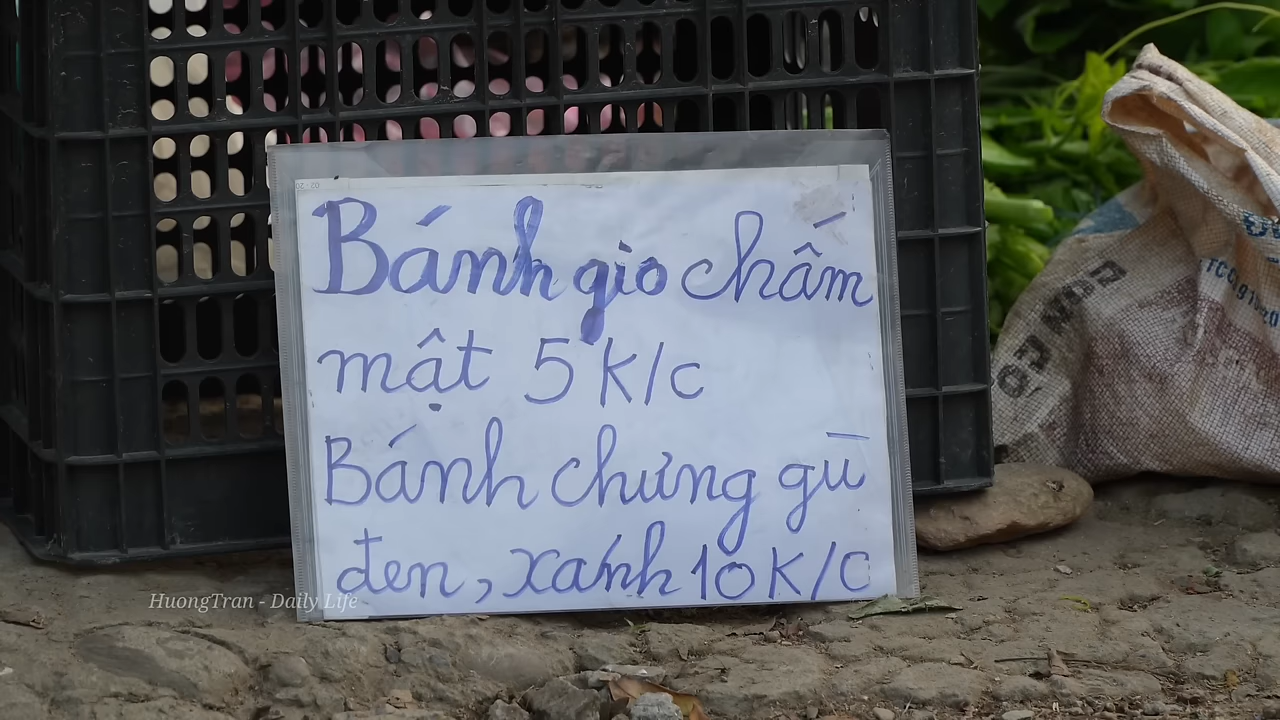 Bánh giò chấm
mật 5k/c
Bánh chưng gù
đen, xanh 10K/C
HuongTran - Daily Life